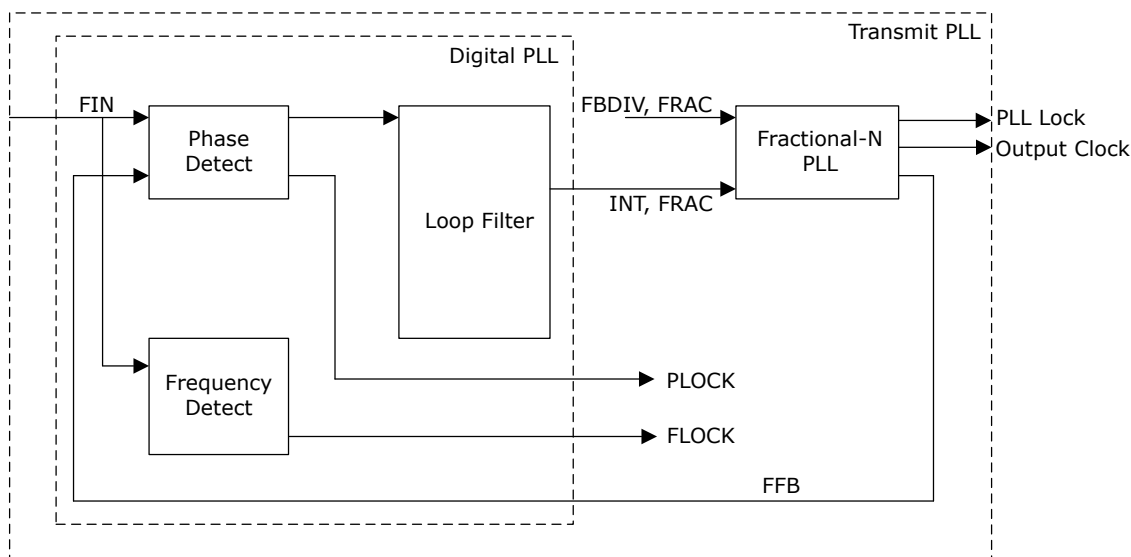 Transmit PLL
Digital PLL
FIN
Phase
Detect
Loop Filter
FBDIV, FRAC
INT, FRAC
Fractional-N
PLL
PLL Lock
Output Clock
Frequency
Detect
PLOCK
FLOCK
FFB